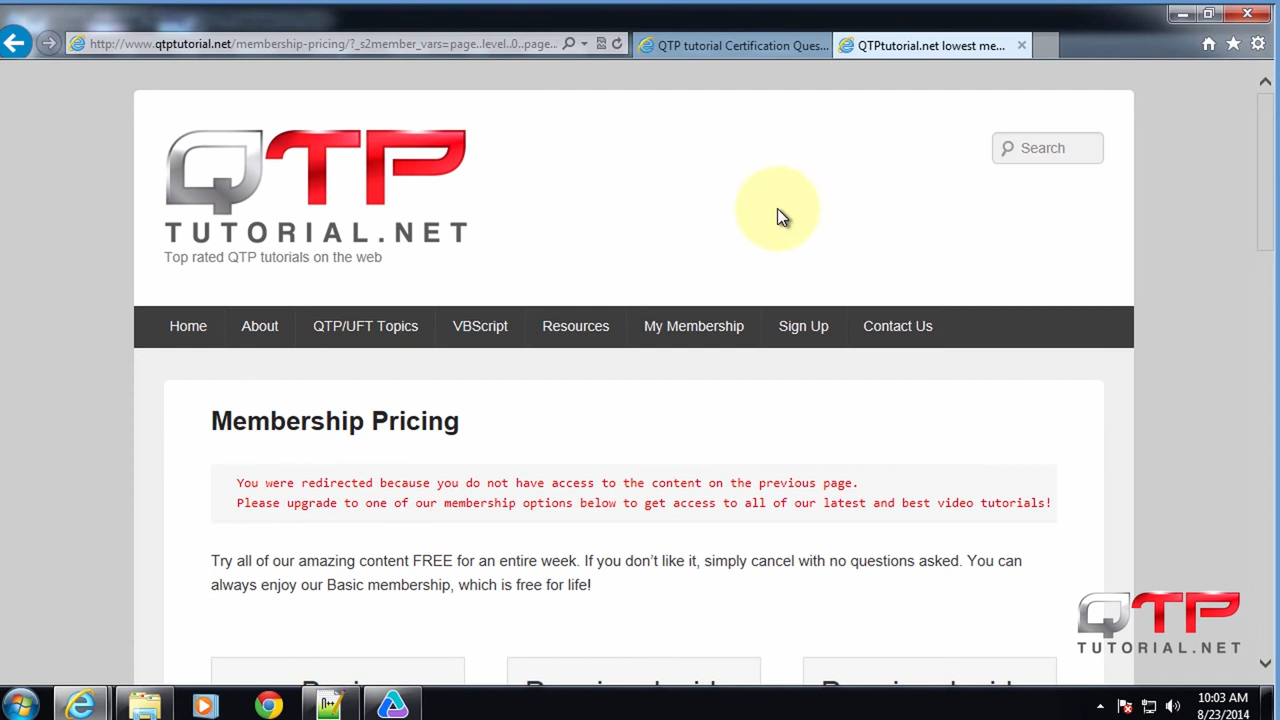 http://www.qtptutorial.net/membership-pricing/?_s2member_vars=page..level..0..page...
QTP tutorial Certification Ques...
QTPtutorial.net lowest me...
QTP
TUTORIAL.NET
Top rated QTP tutorials on the web
Search
Home About QTP/UFT Topics VBScript Resources My Membership Sign Up Contact Us
Membership Pricing
You were redirected because you do not have access to the content on the previous page.
Please upgrade to one of our membership options below to get access to all of our latest and best video tutorials!
Try all of our amazing content FREE for an entire week. If you don't like it, simply cancel with no questions asked. You can
always enjoy our Basic membership, which is free for life!
QTP
TUTORIAL.NET
10:03 AM
8/23/2014